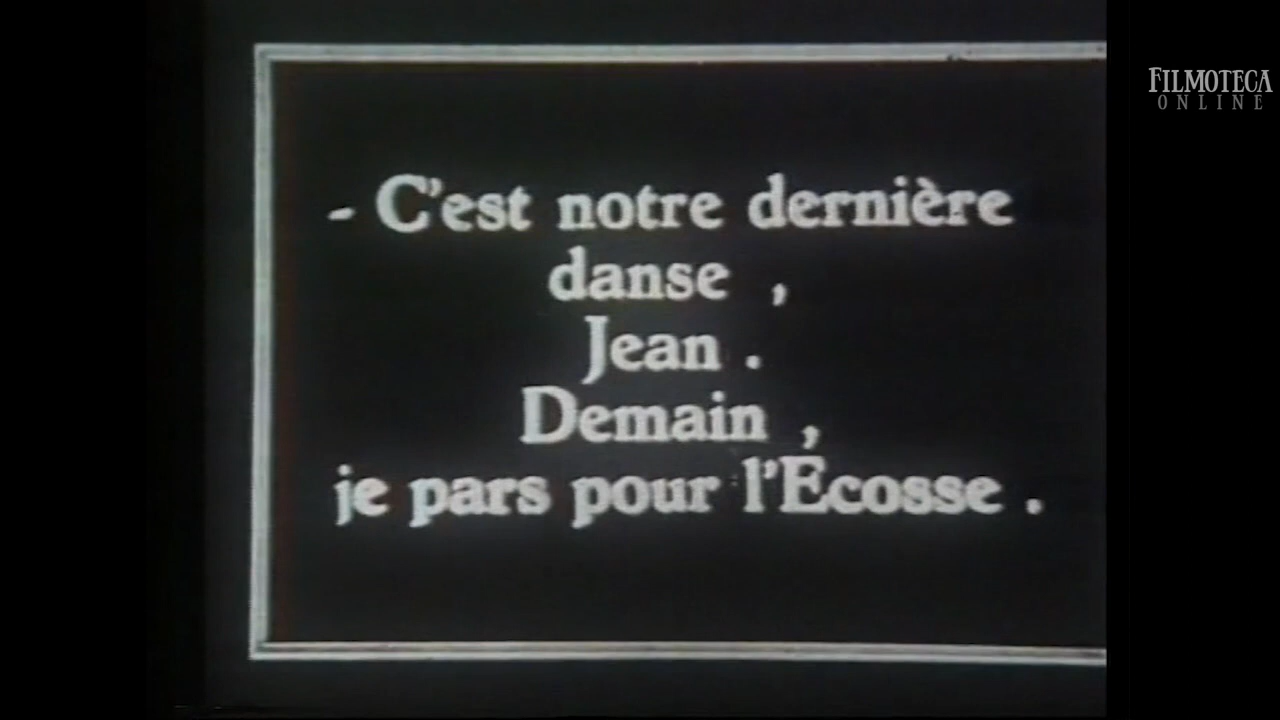 - C'est notre dernière
danse ,
Jean .
Demain ,
je pars pour l'Écosse .
FILMOTECA
ONLINE